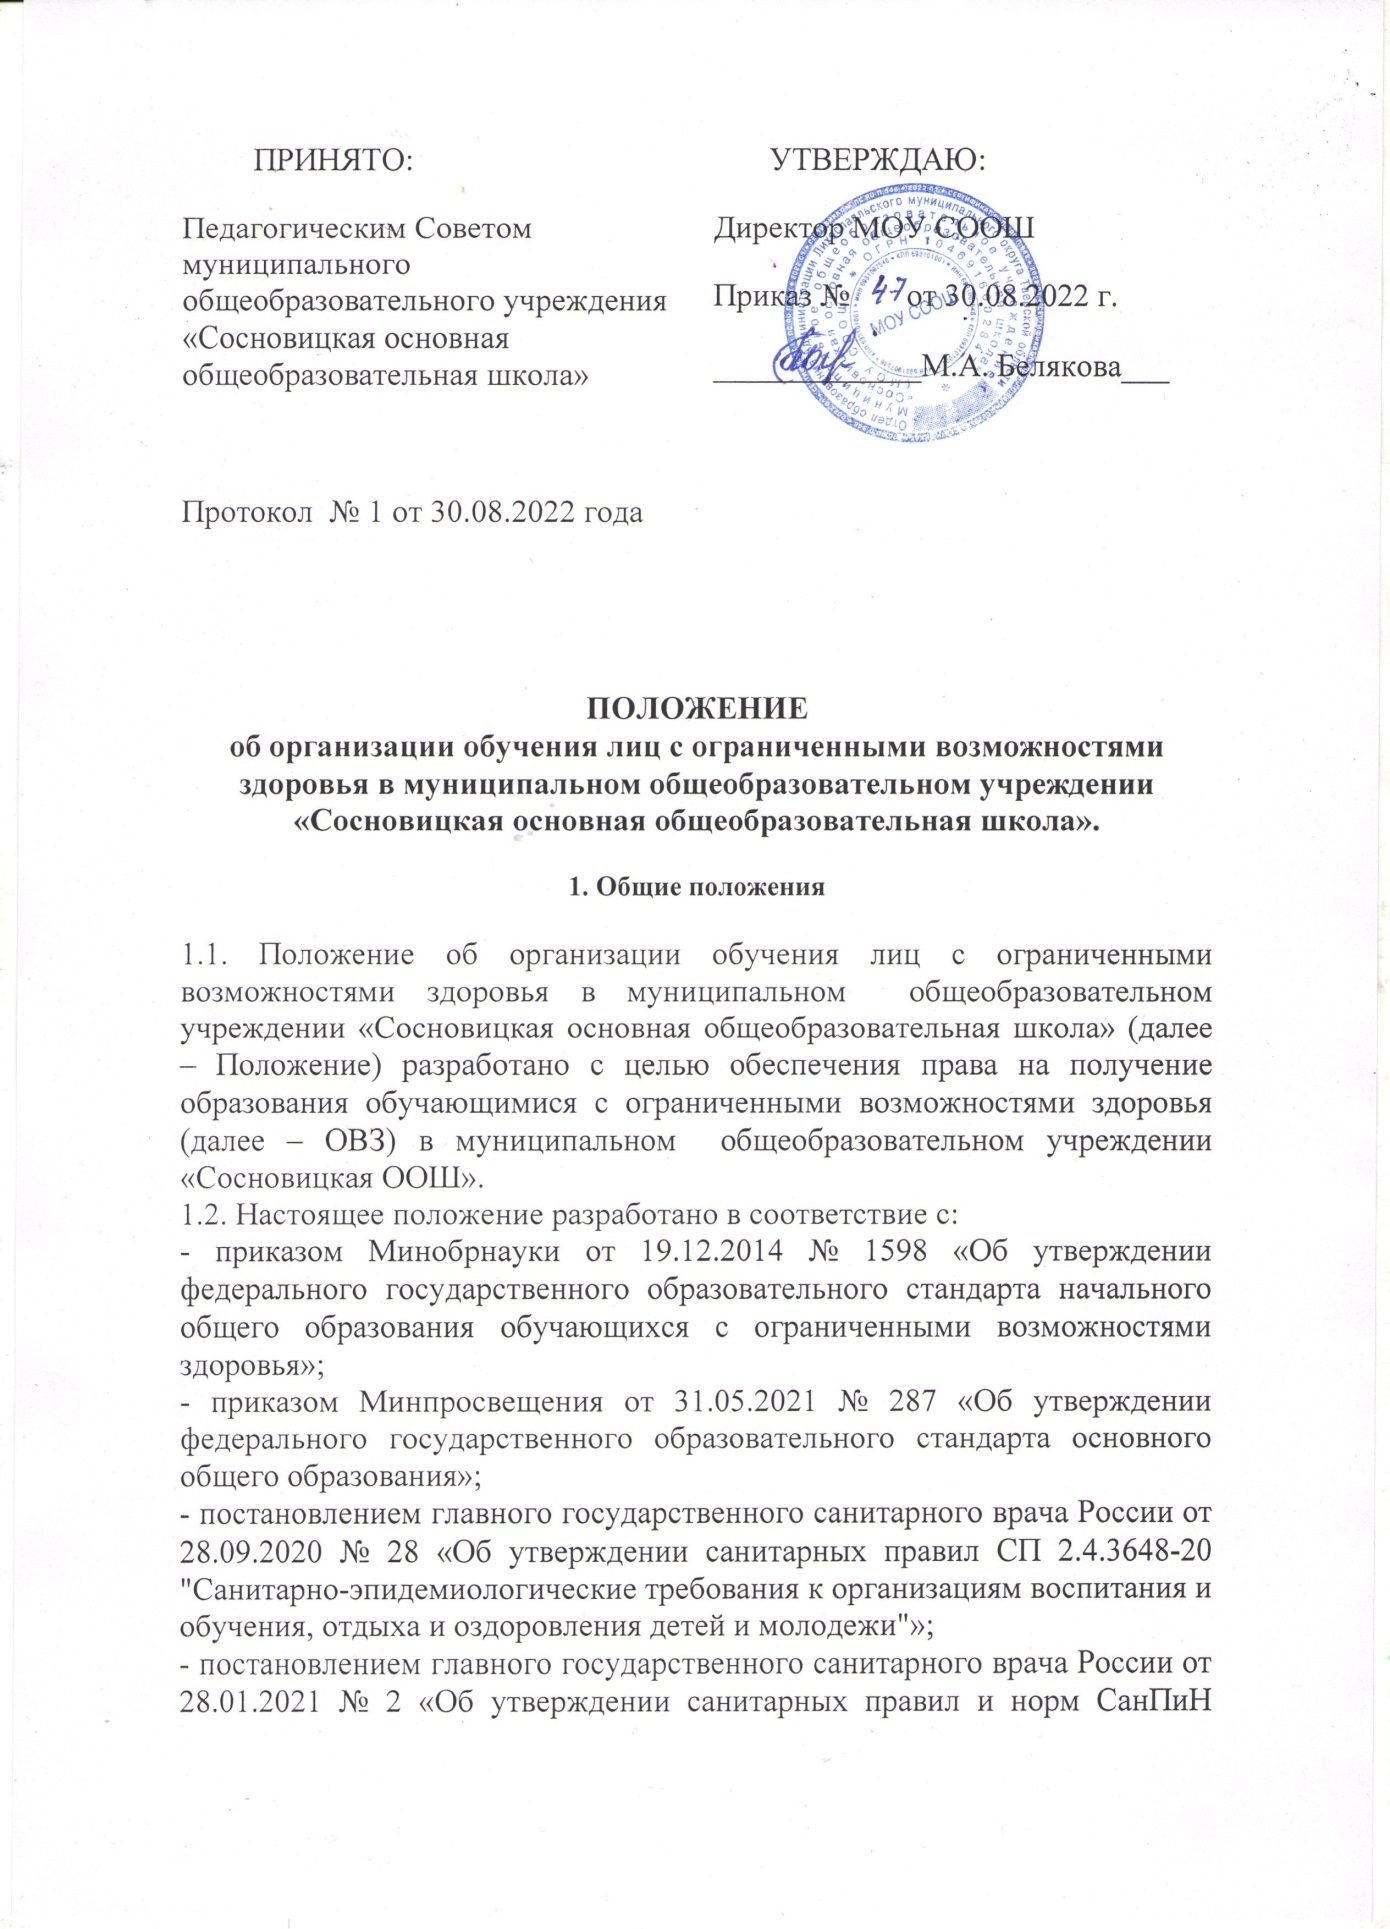 ПРИНЯТО:
Педагогическим Советом
муниципального
общеобразовательного учреждения
«Сосновицкая основная
общеобразовательная школа»
Протокол № 1 от 30.08.2022 года
УТВЕРЖДАЮ:
Директор МОУ СООШ
Приказ № 47 от 30.08.2022 г.
М.А. Белякова
МОУ СООШ
ПОЛОЖЕНИЕ
об организации обучения лиц с ограниченными возможностями
здоровья в муниципальном общеобразовательном учреждении
«Сосновицкая основная общеобразовательная школа».
1. Общие положения
1.1. Положение об организации обучения лиц с ограниченными
возможностями здоровья в муниципальном общеобразовательном
учреждении «Сосновицкая основная общеобразовательная школа» (далее
– Положение) разработано с целью обеспечения права на получение
образования обучающимися с ограниченными возможностями здоровья
(далее – ОВЗ) в муниципальном общеобразовательном учреждении
«Сосновицкая ООШ».
1.2. Настоящее положение разработано в соответствие с:
- приказом Минобрнауки от 19.12.2014 № 1598 «Об утверждении
федерального государственного образовательного стандарта начального
общего образования обучающихся с ограниченными возможностями
здоровья»;
- приказом Минпросвещения от 31.05.2021 № 287 «Об утверждении
федерального государственного образовательного стандарта основного
общего образования»;
- постановлением главного государственного санитарного врача России от
28.09.2020 № 28 «Об утверждении санитарных правил СП 2.4.3648-20
"Санитарно-эпидемиологические требования к организациям воспитания и
обучения, отдыха и оздоровления детей и молодежи"»;
- постановлением главного государственного санитарного врача России от
28.01.2021 № 2 «Об утверждении санитарных правил и норм СанПиН